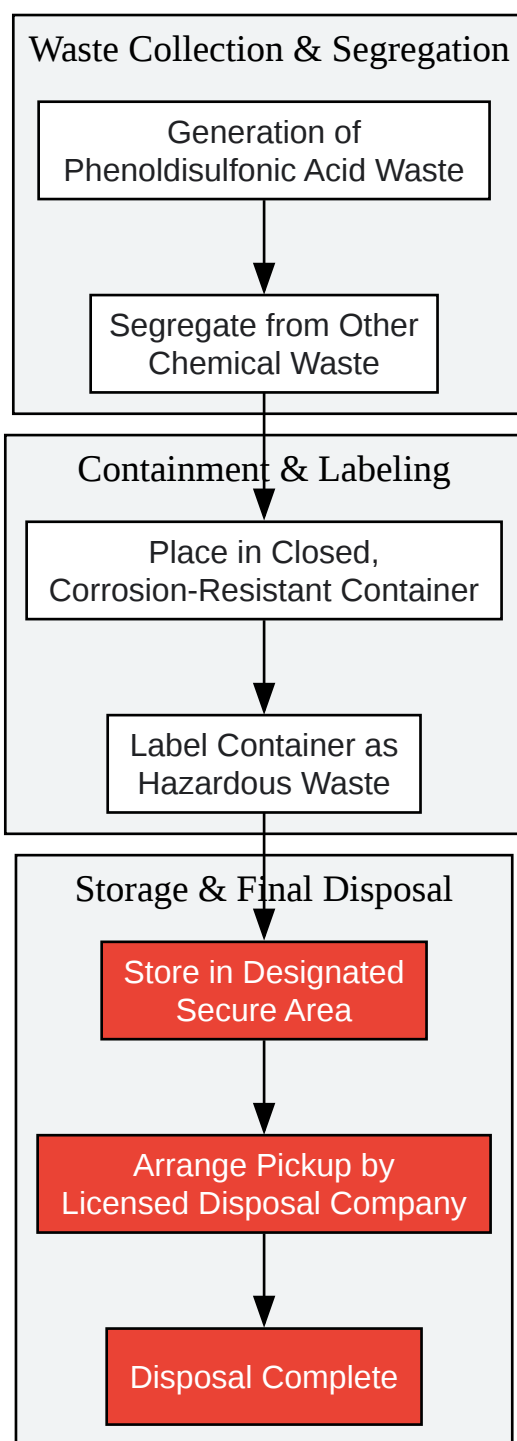 Waste Collection & Segregation
Generation of
Phenoldisulfonic Acid Waste
Segregate from Other
Chemical Waste
Containment & Labeling
Place in Closed,
Corrosion-Resistant Container
Label Container as
Hazardous Waste
Storage & Final Disposal
Store in Designated
Secure Area
Arrange Pickup by
Licensed Disposal Company
Disposal Complete